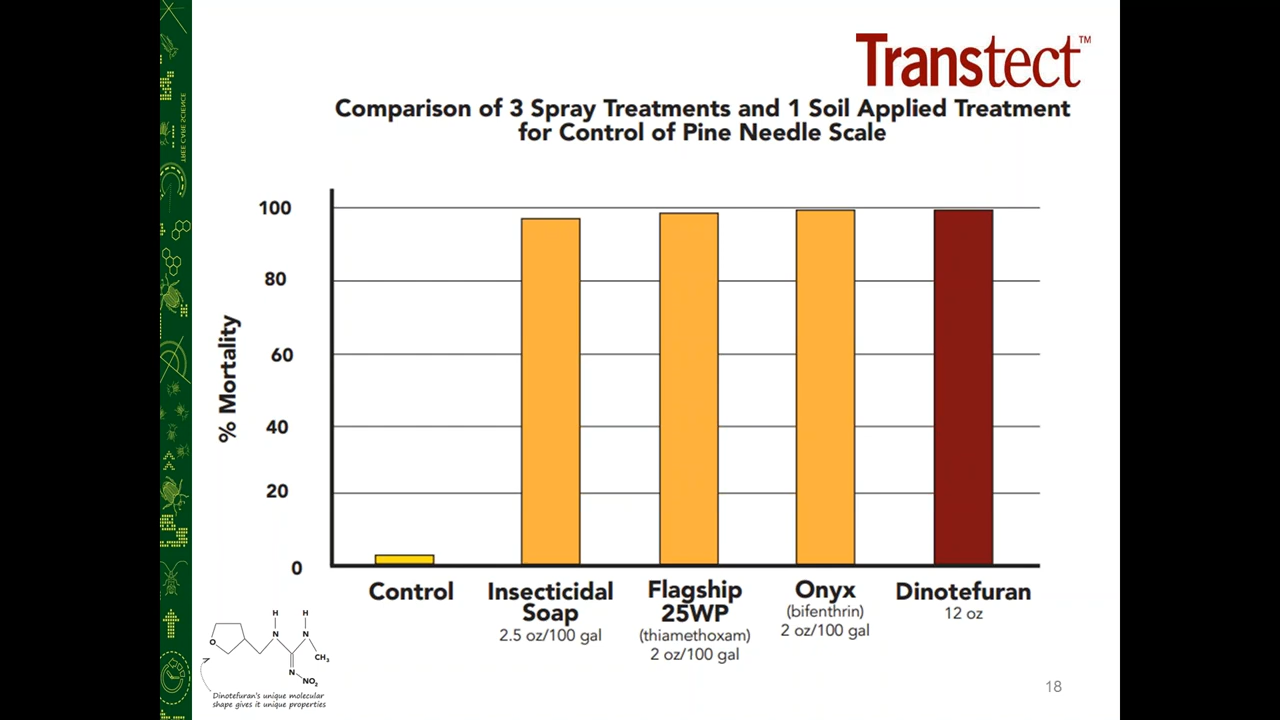 Transtect™
Comparison of 3 Spray Treatments and 1 Soil Applied Treatment
for Control of Pine Needle Scale
TREE CARE SCIENCE
% Mortality
100
80
60
40
20
0
Control
Insecticidal
Soap
2.5 oz/100 gal
Flagship
25WP
(thiamethoxam)
2 oz/100 gal
Onyx
(bifenthrin)
2 oz/100 gal
Dinotefuran
12 oz
H
H
O
N
N
CH3
N
NO2
Dinotefuran's unique molecular
shape gives it unique properties
18